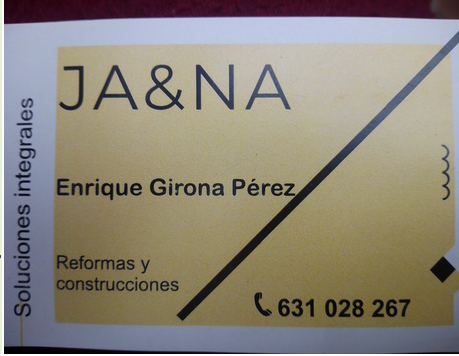 JA&NA
Soluciones integrales
Enrique Girona Pérez
Reformas y
construcciones
631 028 267